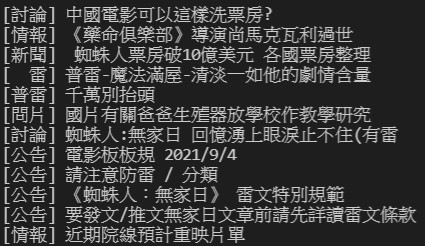 [討論] 中國電影可以這樣洗票房?
[情報] 《藥命俱樂部》導演尚馬克瓦利過世
[新聞] 蜘蛛人票房破10億美元 各國票房整理
[ 雷] 普雷-魔法滿屋-清淡一如他的劇情含量
[普雷] 千萬別抬頭
[問片] 國片有關爸爸生殖器放學校作教學研究
[討論] 蜘蛛人:無家日 回憶湧上眼淚止不住(有雷
[公告] 電影板板規 2021/9/4
[公告] 請注意防雷 / 分類
[公告] 《蜘蛛人：無家日》 雷文特別規範
[公告] 要發文/推文無家日文章前請先詳讀雷文條款
[情報] 近期院線預計重映片單